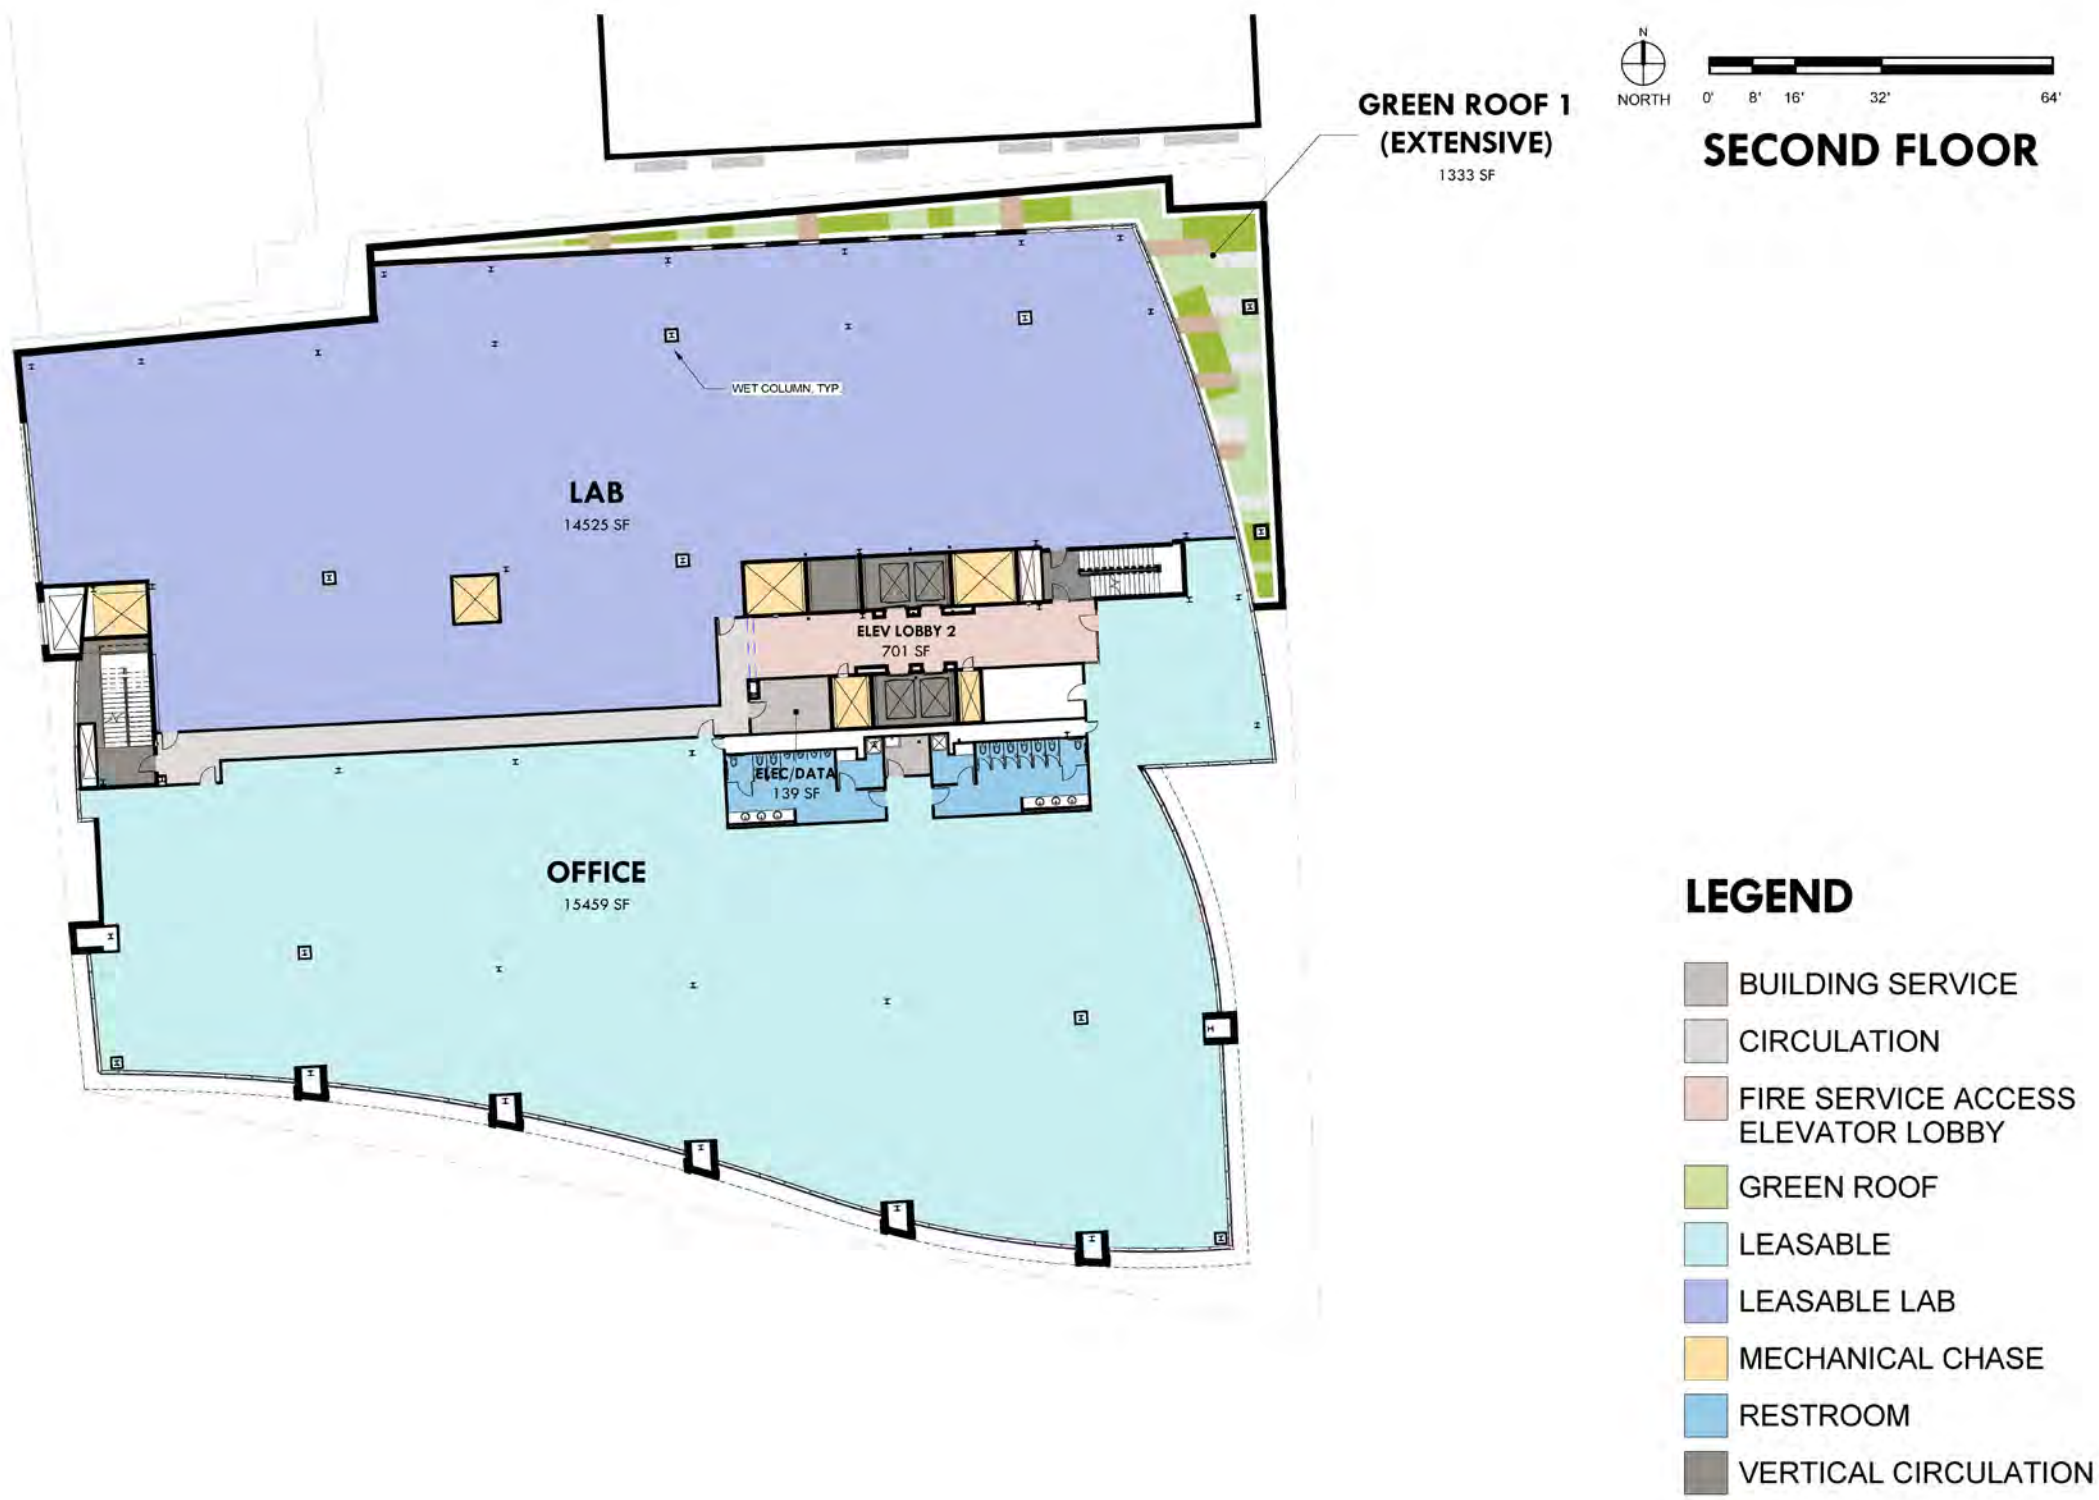 N
NORTH
0' 8' 16' 32' 64'
SECOND FLOOR
GREEN ROOF 1
(EXTENSIVE)
1333 SF
WET COLUMN, TYP.
LAB
14525 SF
ELEV LOBBY 2
701 SF
ELEC/DATA
139 SF
OFFICE
15459 SF
LEGEND
BUILDING SERVICE
CIRCULATION
FIRE SERVICE ACCESS
ELEVATOR LOBBY
GREEN ROOF
LEASABLE
LEASABLE LAB
MECHANICAL CHASE
RESTROOM
VERTICAL CIRCULATION